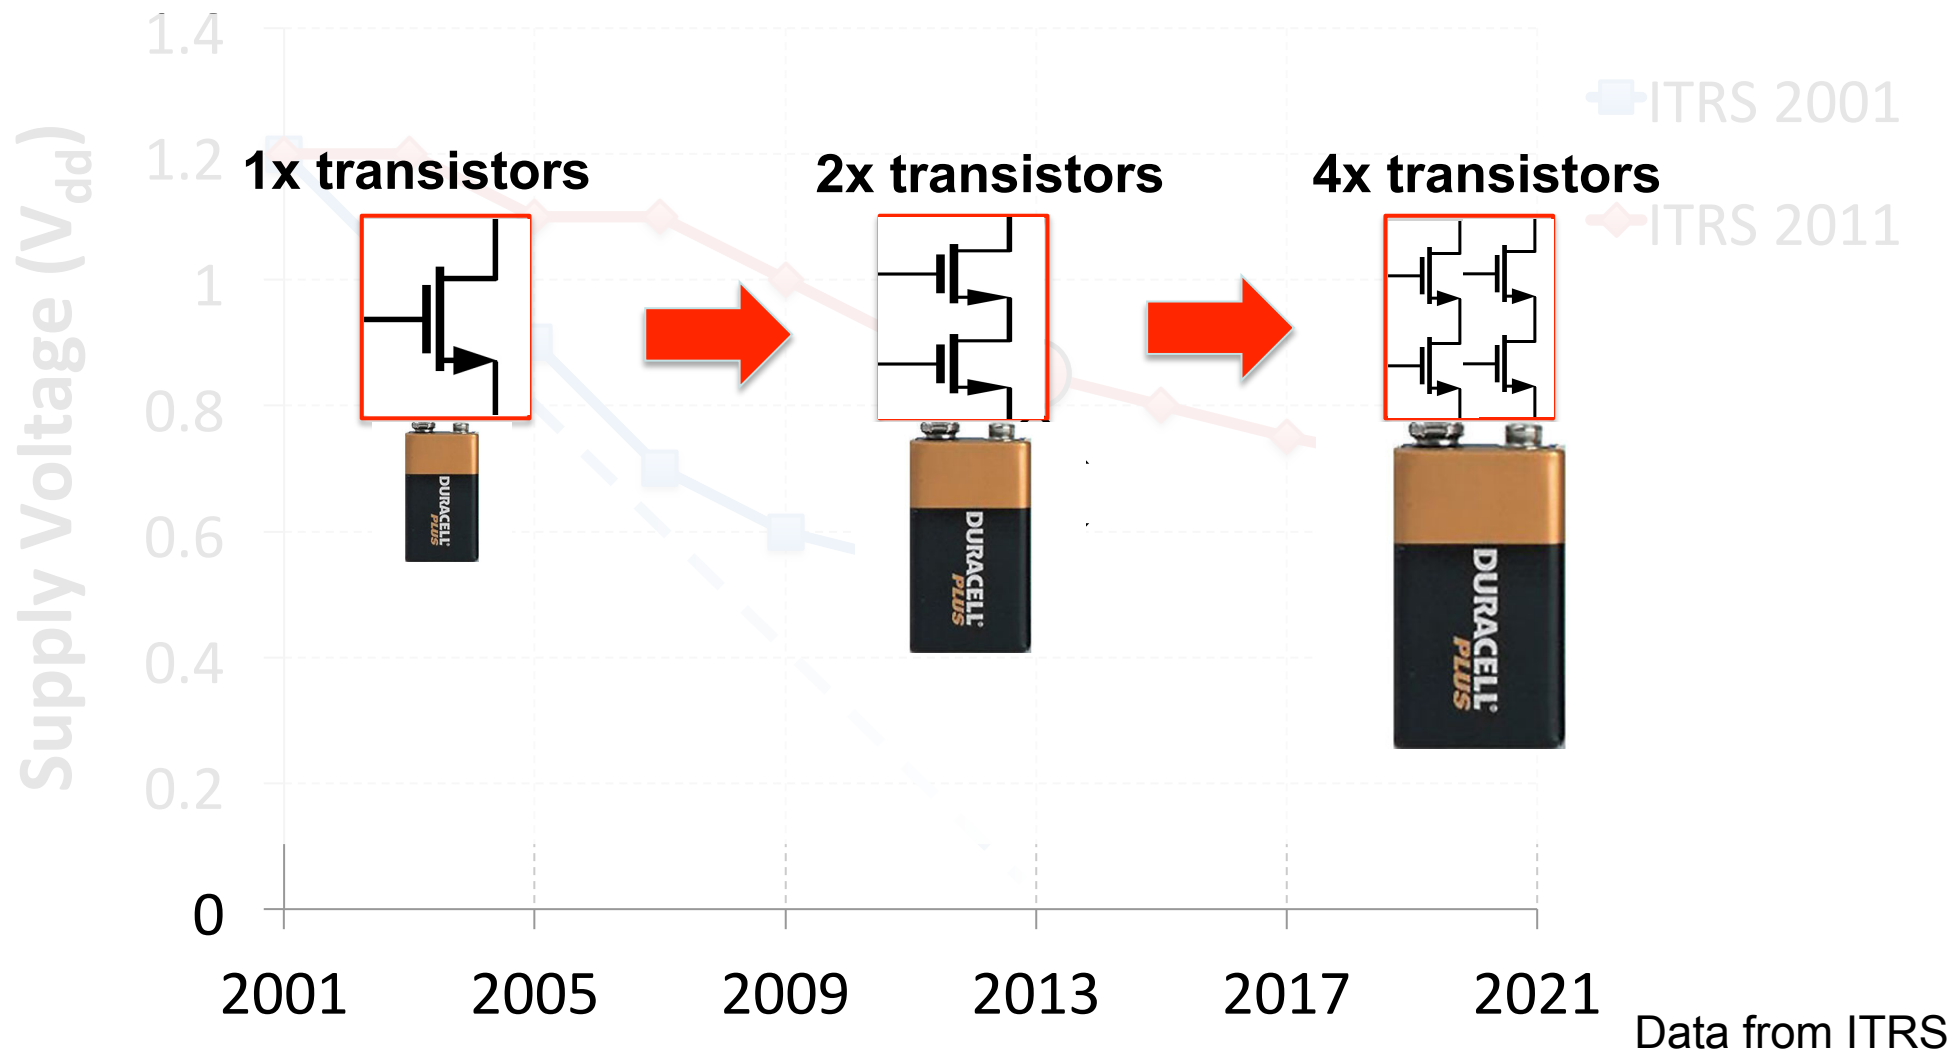 1.4
ITRS 2001
1.2
1x transistors
2x transistors
4x transistors
ITRS 2011
1
0.8
0.6
0.4
0.2
0
Supply Voltage (Vdd)
DURACELL
PLUS
DURACELL
PLUS
DURACELL
PLUS
2001
2005
2009
2013
2017
2021
Data from ITRS